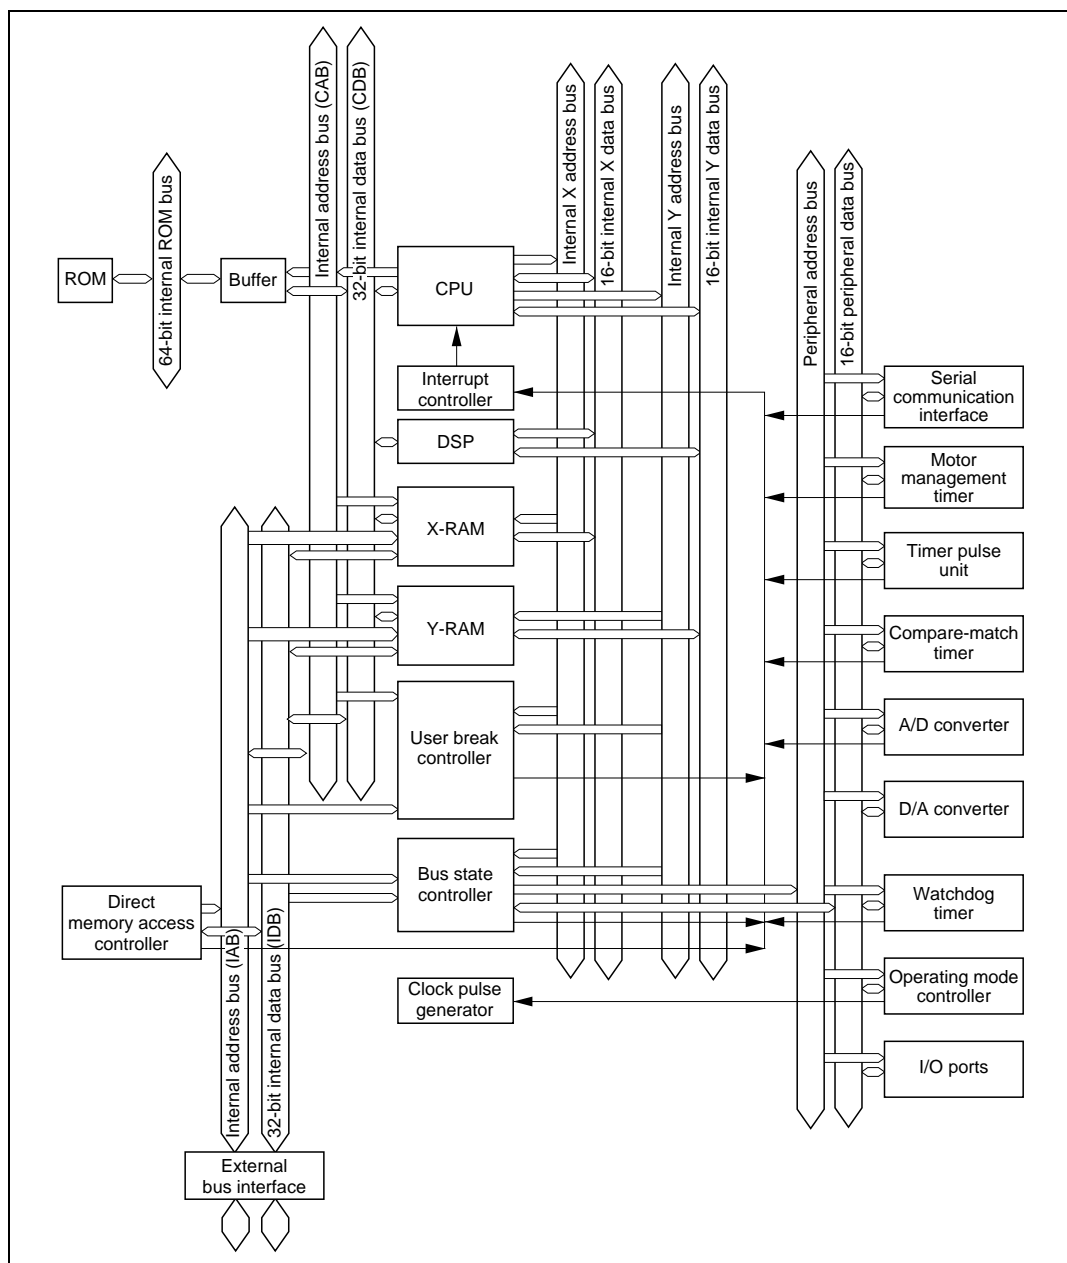 Internal address bus (CAB)
32-bit internal data bus (CDB)
Internal X address bus
16-bit internal X data bus
Internal Y address bus
16-bit internal Y data bus
64-bit internal ROM bus
Peripheral address bus
16-bit peripheral data bus
ROM
Buffer
CPU
Interrupt
controller
DSP
X-RAM
Y-RAM
User break
controller
Bus state
controller
Clock pulse
generator
Serial
communication
interface
Motor
management
timer
Timer pulse
unit
Compare-match
timer
A/D converter
D/A converter
Watchdog
timer
Operating mode
controller
I/O ports
Direct
memory access
controller
Internal address bus (IAB)
32-bit internal data bus (IDB)
External
bus interface